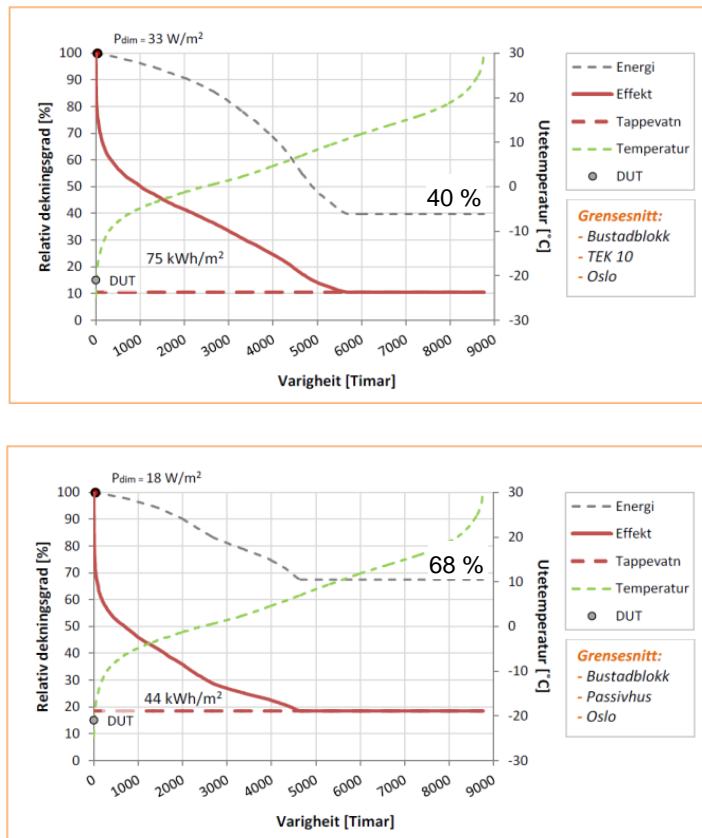 Pdim = 33 W/m²
Relativ dekningsgrad [%]
100
90
80
70
60
50
40
30
20
10
0
75 kWh/m²
40 %
DUT
30
20
10
0
-10
-20
-30
Utetemperatur [°C]
0
1000
2000
3000
4000
5000
6000
7000
8000
9000
Varigheit [Timar]
Energi
Effekt
Tappevatn
Temperatur
DUT
Grensesnitt:
- Bustadblokk
- TEK 10
- Oslo
Pdim = 18 W/m²
Relativ dekningsgrad [%]
100
90
80
70
60
50
40
30
20
10
0
44 kWh/m²
68 %
DUT
30
20
10
0
-10
-20
-30
Utetemperatur [°C]
0
1000
2000
3000
4000
5000
6000
7000
8000
9000
Varigheit [Timar]
Energi
Effekt
Tappevatn
Temperatur
DUT
Grensesnitt:
- Bustadblokk
- Passivhus
- Oslo